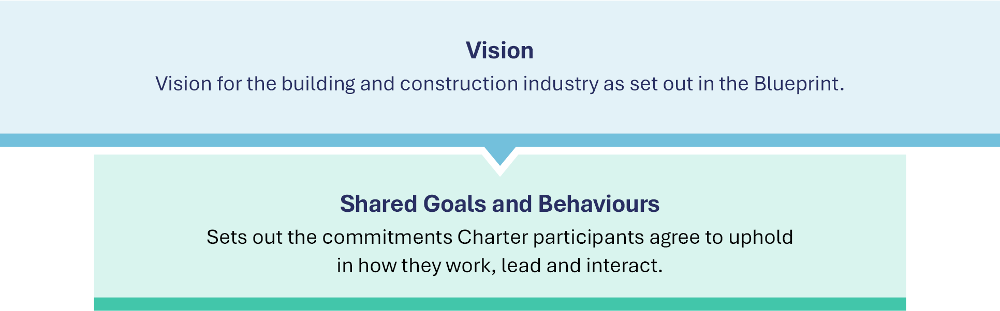 Vision
Vision for the building and construction industry as set out in the Blueprint.
Shared Goals and Behaviours
Sets out the commitments Charter participants agree to uphold
in how they work, lead and interact.